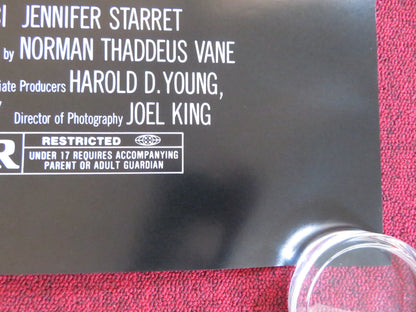 JENNIFER STARRET
by NORMAN THADDEUS VANE
Producers HAROLD D. YOUNG,
Director of Photography JOEL KING
R RESTRICTED
UNDER 17 REQUIRES ACCOMPANYING
PARENT OR ADULT GUARDIAN